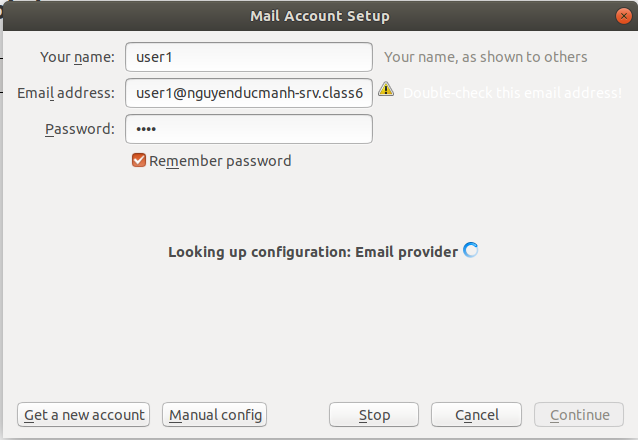 Mail Account Setup
Your name: user1 Your name, as shown to others
Email address: user1@nguyenducmanh-srv.class6 Double-check this email address!
Password: ••••
Remember password
Looking up configuration: Email provider
Get a new account Manual config Stop Cancel Continue